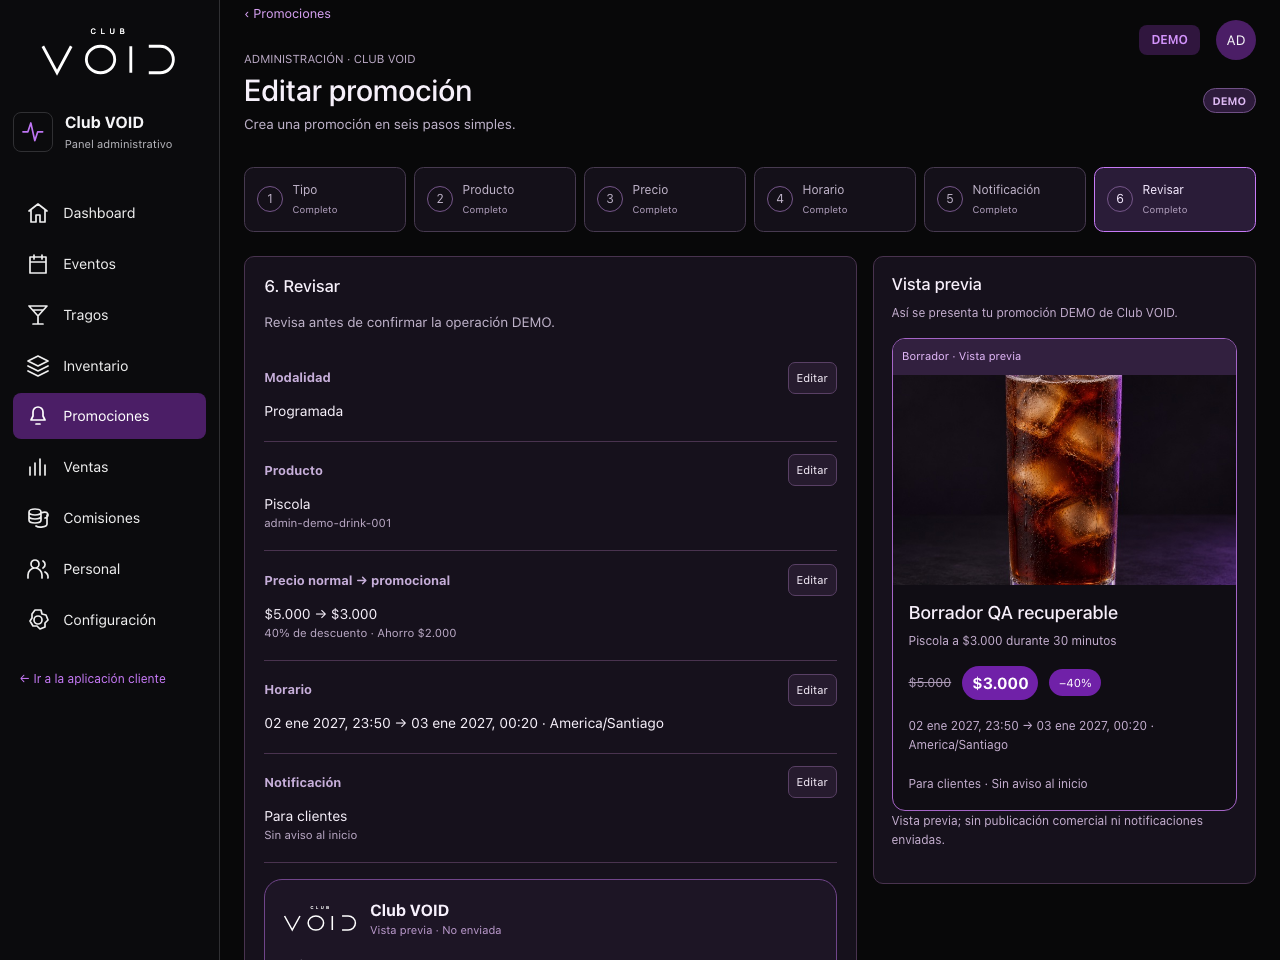 CLUB
VOID
Club VOID
Panel administrativo
Dashboard
Eventos
Tragos
Inventario
Promociones
Ventas
Comisiones
Personal
Configuración
← Ir a la aplicación cliente
‹ Promociones
DEMO
AD
ADMINISTRACIÓN · CLUB VOID
Editar promoción
DEMO
Crea una promoción en seis pasos simples.
1
Tipo
Completo
2
Producto
Completo
3
Precio
Completo
4
Horario
Completo
5
Notificación
Completo
6
Revisar
Completo
6. Revisar
Revisa antes de confirmar la operación DEMO.
Modalidad
Editar
Programada
Producto
Editar
Piscola
admin-demo-drink-001
Precio normal → promocional
Editar
$5.000 → $3.000
40% de descuento · Ahorro $2.000
Horario
Editar
02 ene 2027, 23:50 → 03 ene 2027, 00:20 · America/Santiago
Notificación
Editar
Para clientes
Sin aviso al inicio
CLUB
VOID
Club VOID
Vista previa · No enviada
Vista previa
Así se presenta tu promoción DEMO de Club VOID.
Borrador · Vista previa
Borrador QA recuperable
Piscola a $3.000 durante 30 minutos
$5.000 $3.000 −40%
02 ene 2027, 23:50 → 03 ene 2027, 00:20 ·
America/Santiago
Para clientes · Sin aviso al inicio
Vista previa; sin publicación comercial ni notificaciones
enviadas.